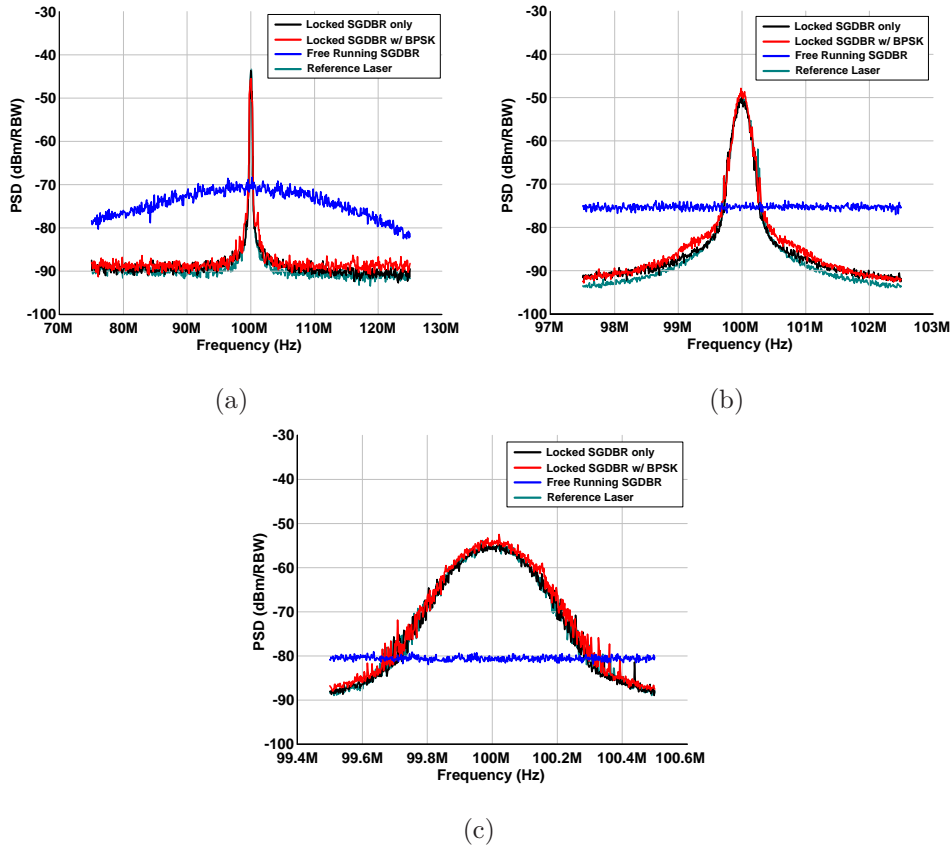 Locked SGDBR only
Locked SGDBR w/ BPSK
Free Running SGDBR
Reference Laser
PSD (dBm/RBW)
-30
-40
-50
-60
-70
-80
-90
-100
70M 80M 90M 100M 110M 120M 130M
Frequency (Hz)
(a)
Locked SGDBR only
Locked SGDBR w/ BPSK
Free Running SGDBR
Reference Laser
PSD (dBm/RBW)
-30
-40
-50
-60
-70
-80
-90
-100
97M 98M 99M 100M 101M 102M 103M
Frequency (Hz)
(b)
Locked SGDBR only
Locked SGDBR w/ BPSK
Free Running SGDBR
Reference Laser
PSD (dBm/RBW)
-30
-40
-50
-60
-70
-80
-90
-100
99.4M 99.6M 99.8M 100M 100.2M 100.4M 100.6M
Frequency (Hz)
(c)